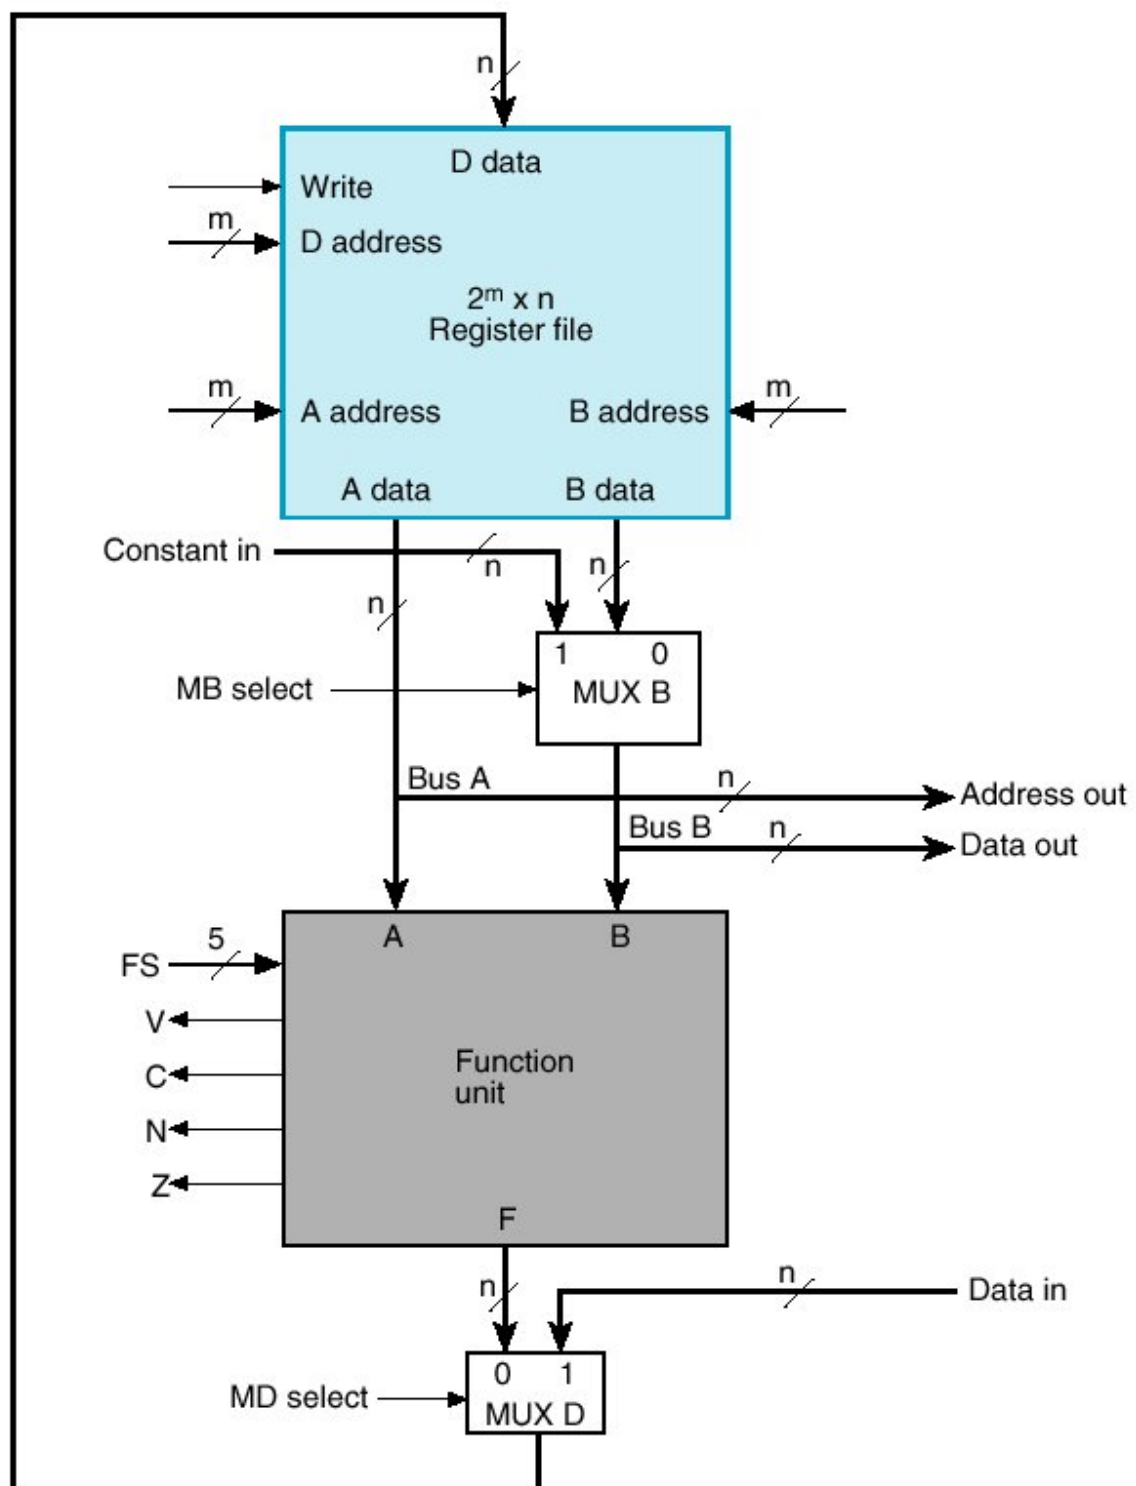 n
D data
Write
m
D address
2ᵐ x n
Register file
m
A address
B address
m
A data
B data
Constant in
n
n
n
1 0
MB select
MUX B
Bus A
n
Address out
Bus B
n
Data out
A
B
5
FS
V
Function
unit
C
N
Z
F
n
n
Data in
0 1
MD select
MUX D